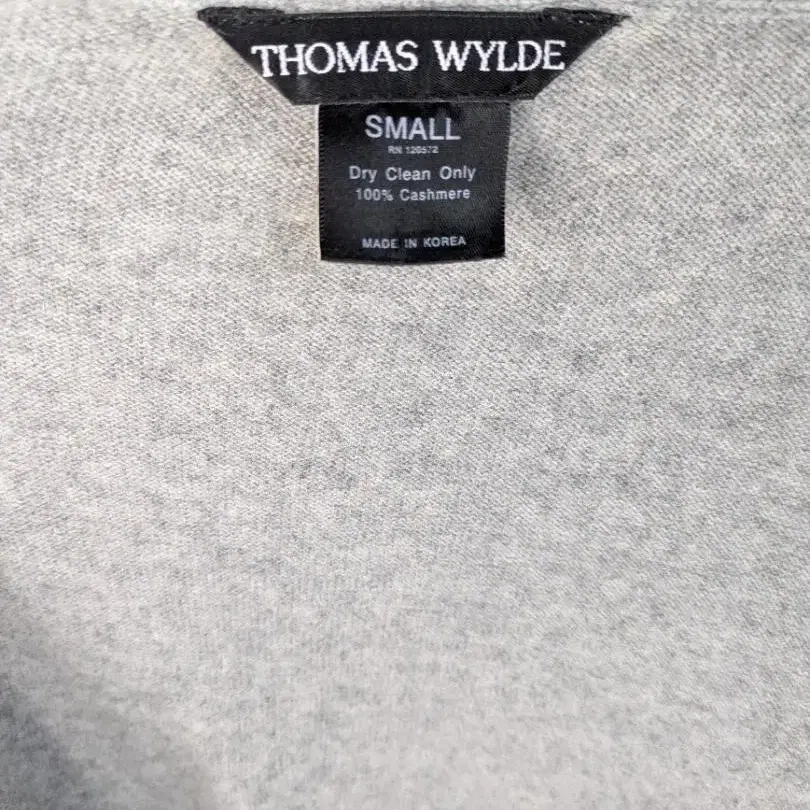 THOMAS WYLDE
SMALL
RN 120572
Dry Clean Only
100% Cashmere
MADE IN KOREA